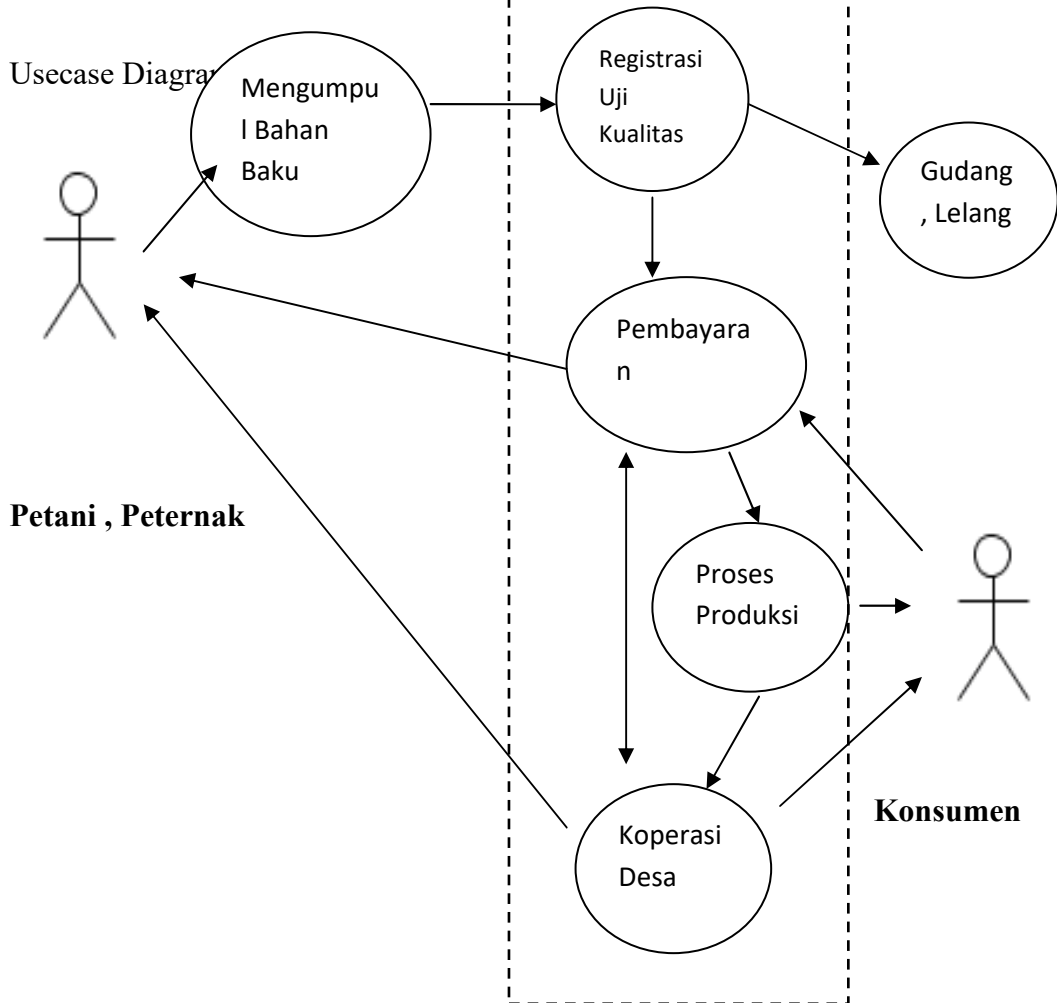 Usecase Diagra
Mengumpu
l Bahan
Baku
Registrasi
Uji
Kualitas
Gudang
, Lelang
Pembayara
n
Petani , Peternak
Proses
Produksi
Konsumen
Koperasi
Desa